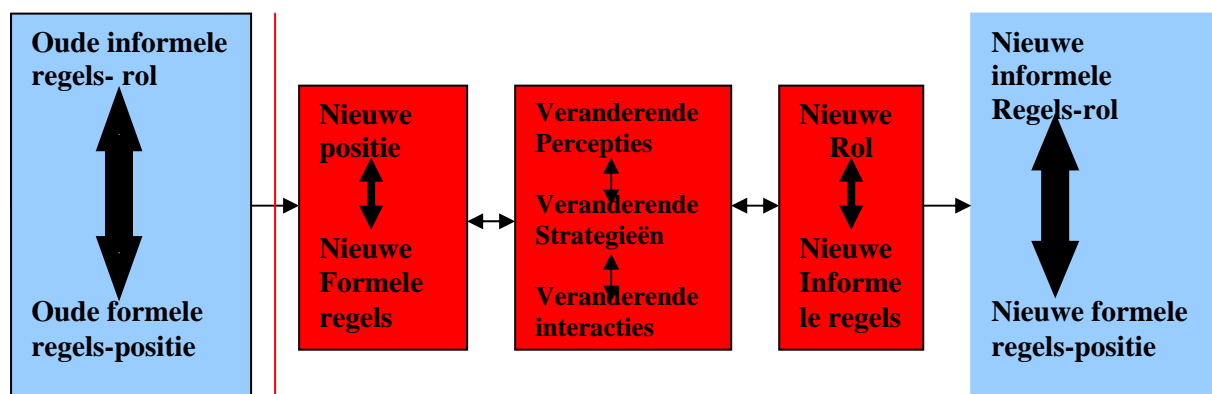 Oude informele
regels- rol
Oude formele
regels-positie
Nieuwe
positie
Nieuwe
Formele
regels
Veranderende
Percepties
Veranderende
Strategieën
Veranderende
interacties
Nieuwe
Rol
Nieuwe
Informe
le regels
Nieuwe
informele
Regels-rol
Nieuwe formele
regels-positie